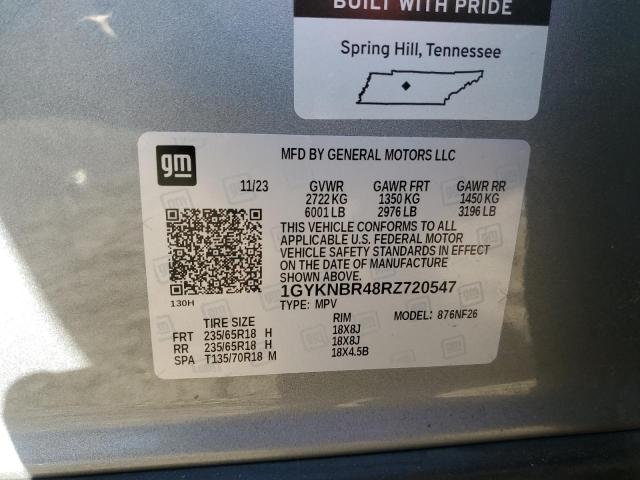 BUILT WITH PRIDE
Spring Hill, Tennessee
gm
MFD BY GENERAL MOTORS LLC
11/23 GVWR GAWR FRT GAWR RR
2722 KG 1350 KG 1450 KG
6001 LB 2976 LB 3196 LB
THIS VEHICLE CONFORMS TO ALL
APPLICABLE U.S. FEDERAL MOTOR
VEHICLE SAFETY STANDARDS IN EFFECT
ON THE DATE OF MANUFACTURE
SHOWN ABOVE.
130H
1GYKNBR48RZ720547
TYPE: MPV
MODEL: 876NF26
TIRE SIZE RIM
FRT 235/65R18 H 18X8J
RR 235/65R18 H 18X8J
SPA T135/70R18 M 18X4.5B